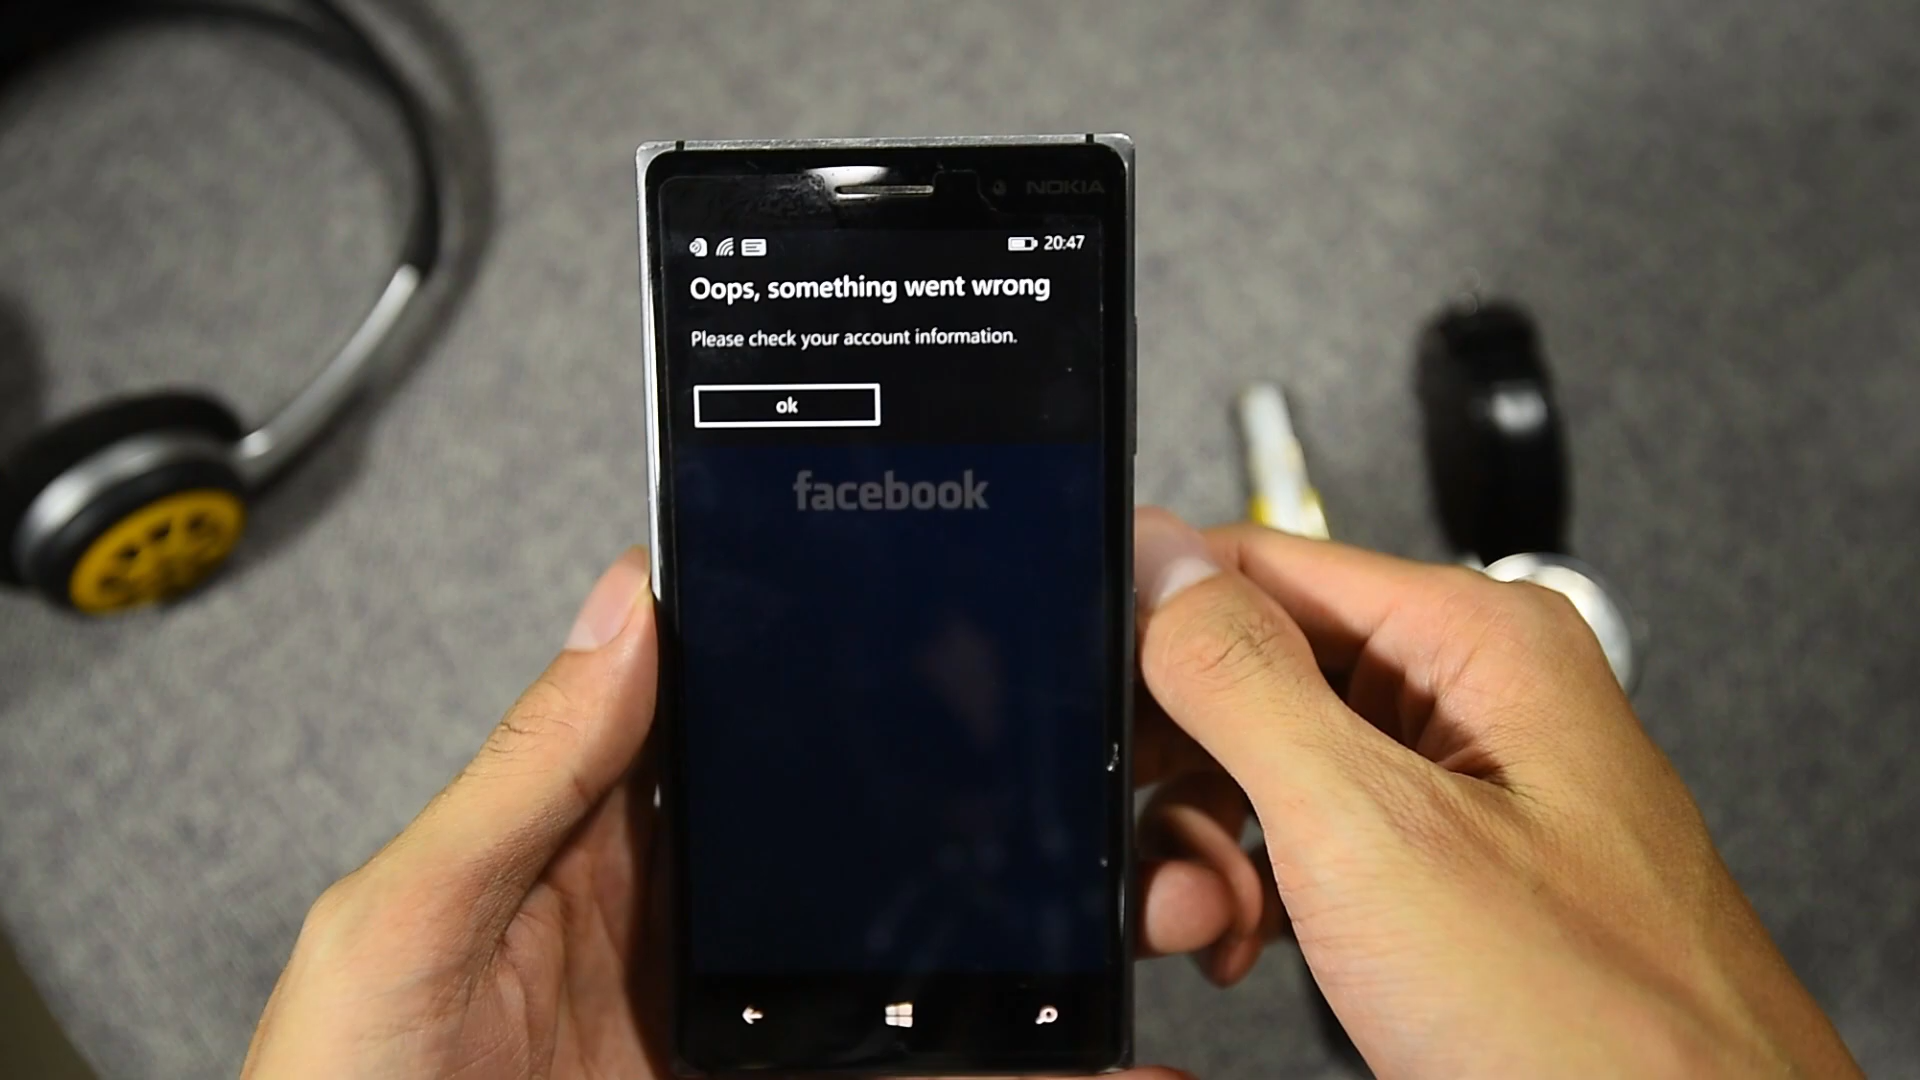 NOKIA
20:47
Oops, something went wrong
Please check your account information.
ok
facebook